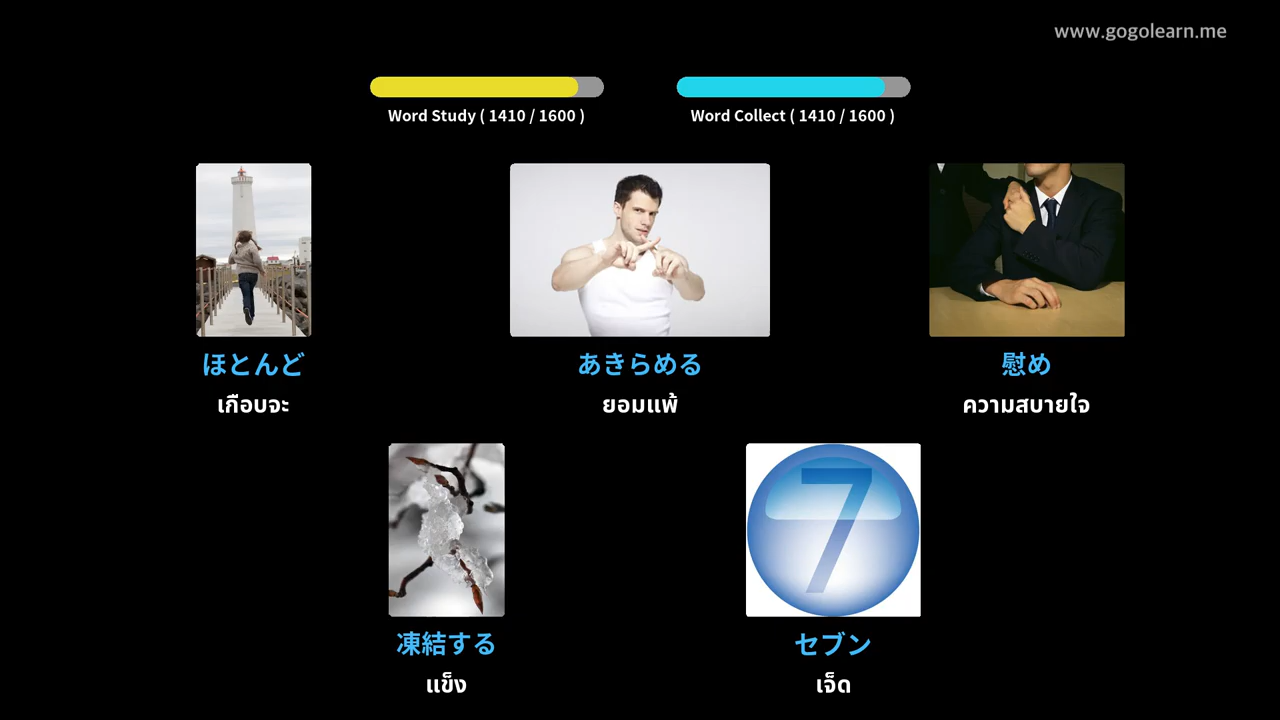 www.gogolearn.me
Word Study ( 1410 / 1600 )
Word Collect ( 1410 / 1600 )
ほとんど
เกือบจะ
あきらめる
ยอมแพ้
慰め
ความสบายใจ
凍結する
แข็ง
7
セブン
เจ็ด